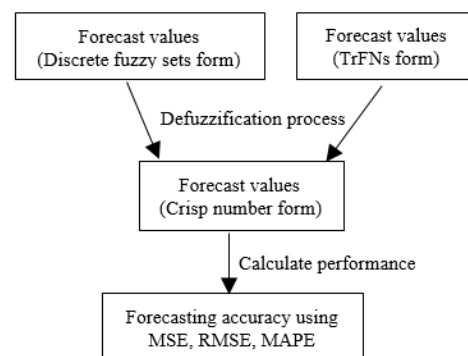 Forecast values
(Discrete fuzzy sets form)
Forecast values
(TrFNs form)
Defuzzification process
Forecast values
(Crisp number form)
Calculate performance
Forecasting accuracy using
MSE, RMSE, MAPE